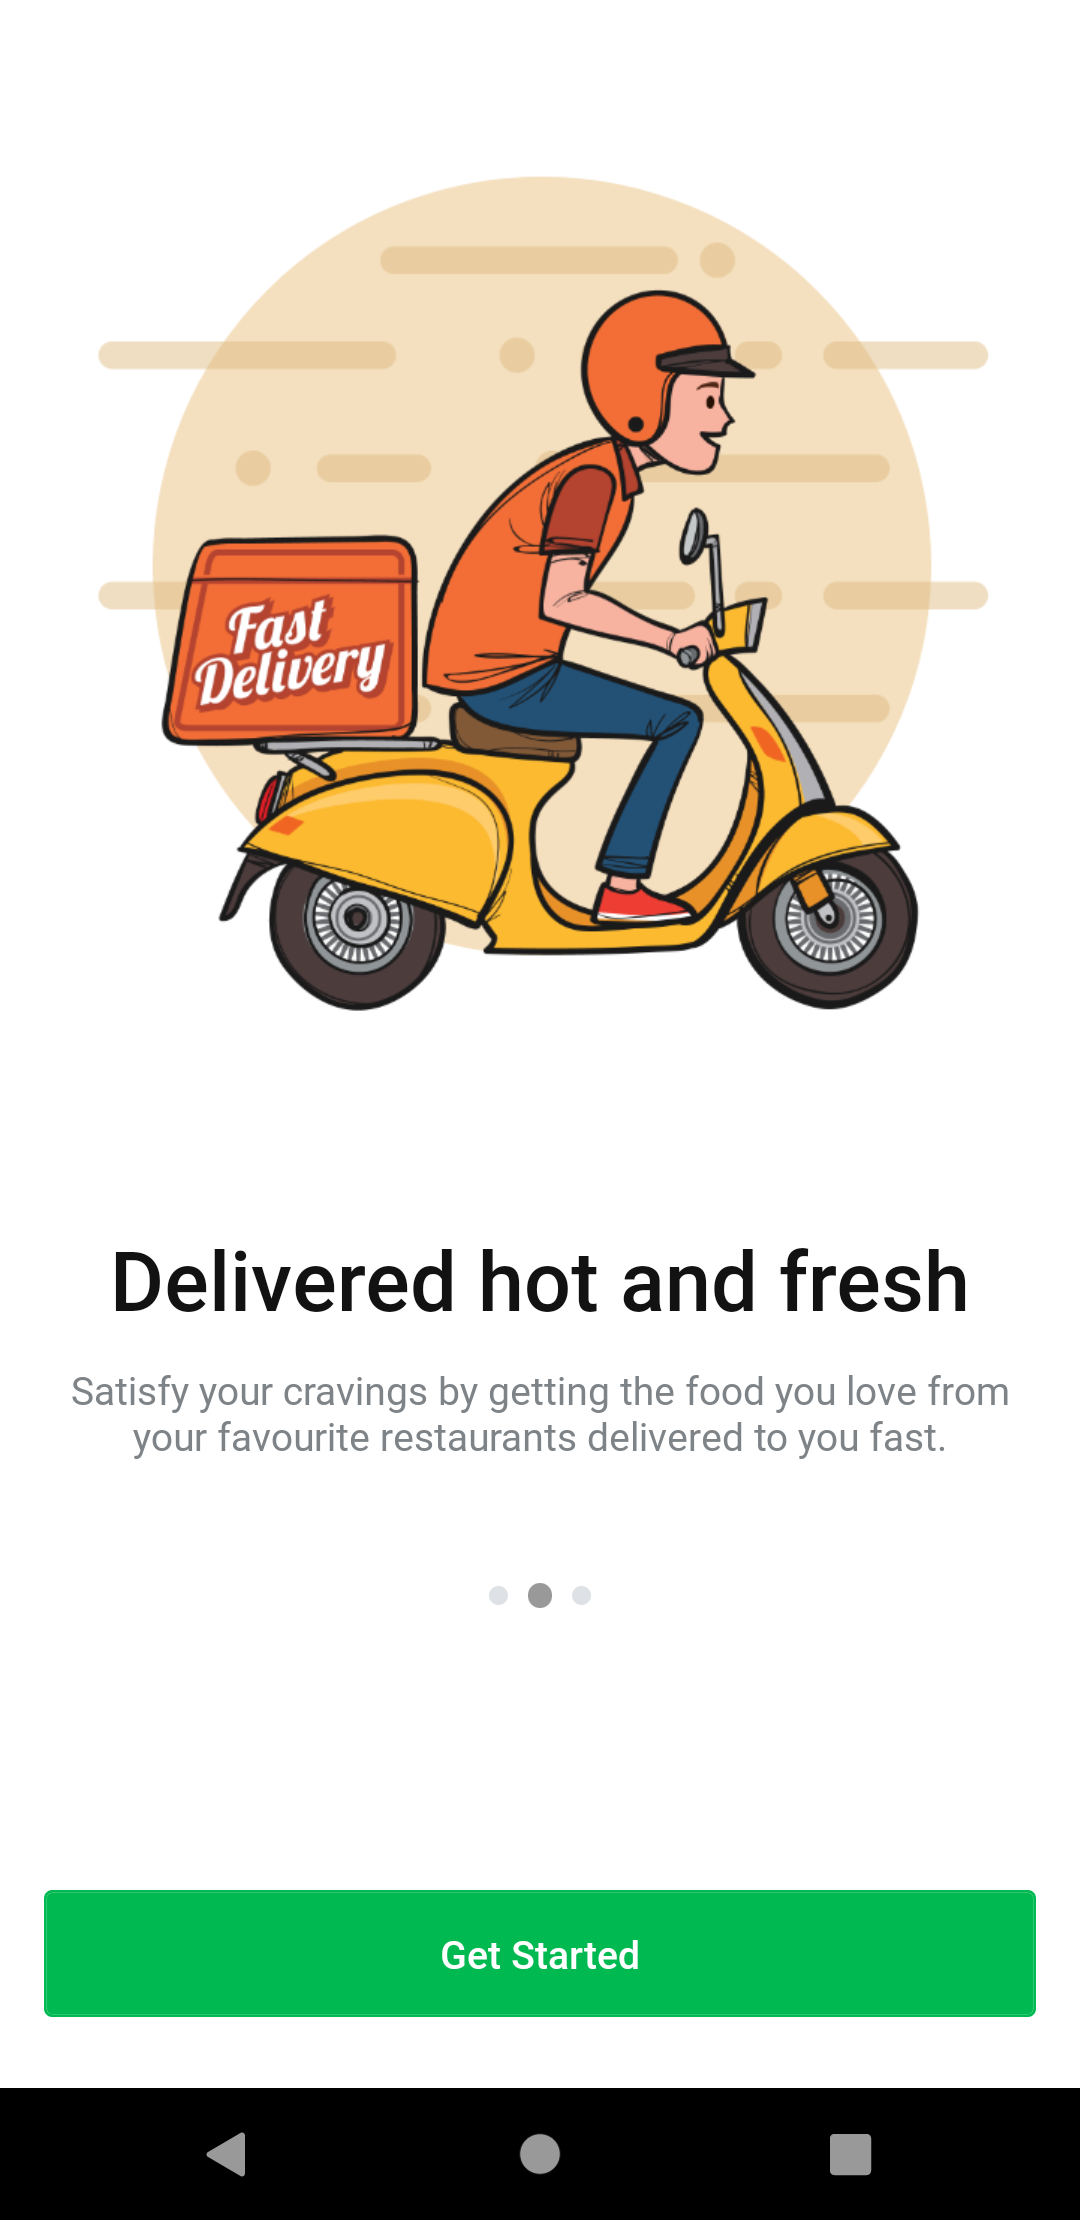 Fast
Delivery
Delivered hot and fresh
Satisfy your cravings by getting the food you love from
your favourite restaurants delivered to you fast.
Get Started